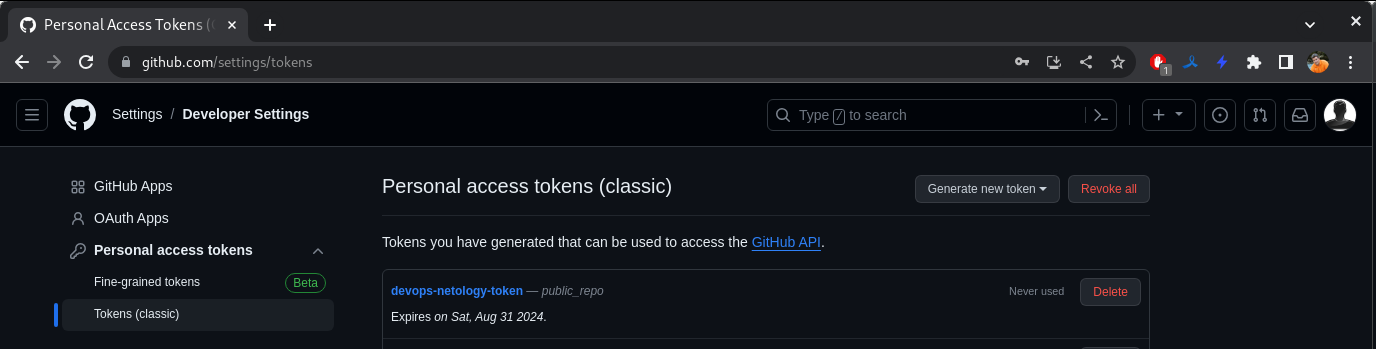 Personal Access Tokens (
github.com/settings/tokens
1
Settings / Developer Settings
Type / to search
GitHub Apps
OAuth Apps
Personal access tokens
Fine-grained tokens Beta
Tokens (classic)
Personal access tokens (classic)
Generate new token
Revoke all
Tokens you have generated that can be used to access the GitHub API.
devops-netology-token — public_repo
Never used
Delete
Expires on Sat, Aug 31 2024.